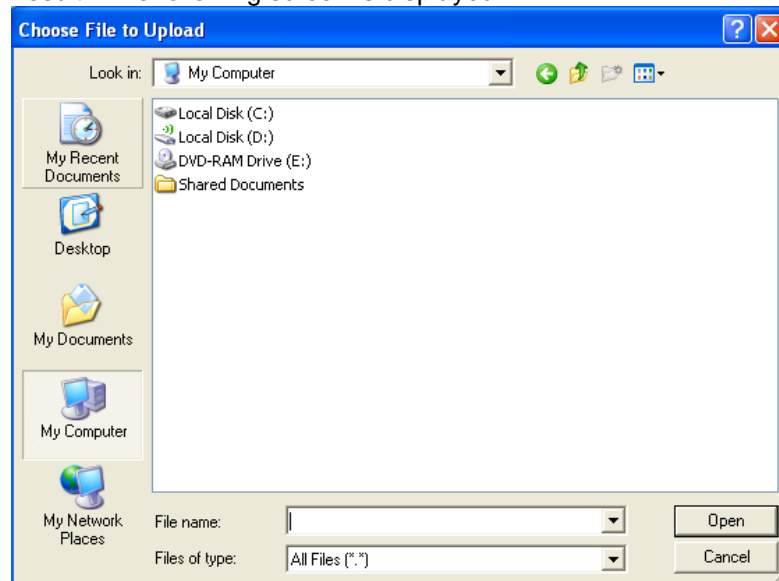 Choose File to Upload
Look in: My Computer
Local Disk (C:)
Local Disk (D:)
DVD-RAM Drive (E:)
Shared Documents
My Recent
Documents
Desktop
My Documents
My Computer
My Network
Places
File name:
Open
Files of type: All Files (*.*)
Cancel